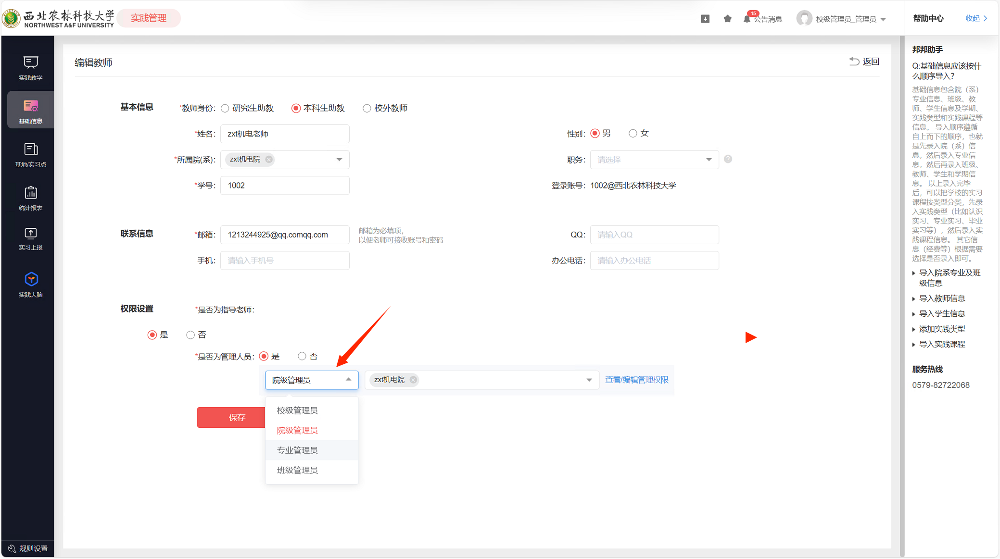 西北农林科技大学
NORTHWEST A&F UNIVERSITY
实践管理
15
公告消息
校级管理员_管理员
帮助中心
收起
实践教学
基础信息
基地/实习点
统计报表
实习上报
实践大脑
规则设置
编辑教师
返回
基本信息
*教师身份:
研究生助教
本科生助教
校外教师
*姓名:
zxt机电老师
性别:
男
女
*所属院(系):
zxt机电院
职务:
请选择
?
*学号:
1002
登录账号:
1002@西北农林科技大学
联系信息
*邮箱:
1213244925@qq.comqq.com
邮箱为必填项,
以便老师可接收账号和密码
QQ:
请输入QQ
手机:
请输入手机号
办公电话:
请输入办公电话
权限设置
*是否为指导老师:
是
否
*是否为管理人员:
是
否
院级管理员
zxt机电院
查看/编辑管理权限
保存
校级管理员
院级管理员
专业管理员
班级管理员
邦邦助手
Q:基础信息应该按什
么顺序导入?
基础信息包含院（系）
专业信息、班级、教
师、学生信息及学期、
实践类型和实践课程等
信息。 导入顺序遵循
自上而下的顺序，也就
是先录入院（系）信
息，然后录入专业信
息，然后再录入班级、
教师、学生和学期信
息。 以上录入完毕
后，可以把学校的实习
课程按类型分类，先录
入实践类型（比如认识
实习、专业实习、毕业
实习等），然后录入实
践课程信息。 其它信
息（经费等）根据需要
选择是否录入即可。
导入院系专业及班
级信息
导入教师信息
导入学生信息
添加实践类型
导入实践课程
服务热线
0579-82722068